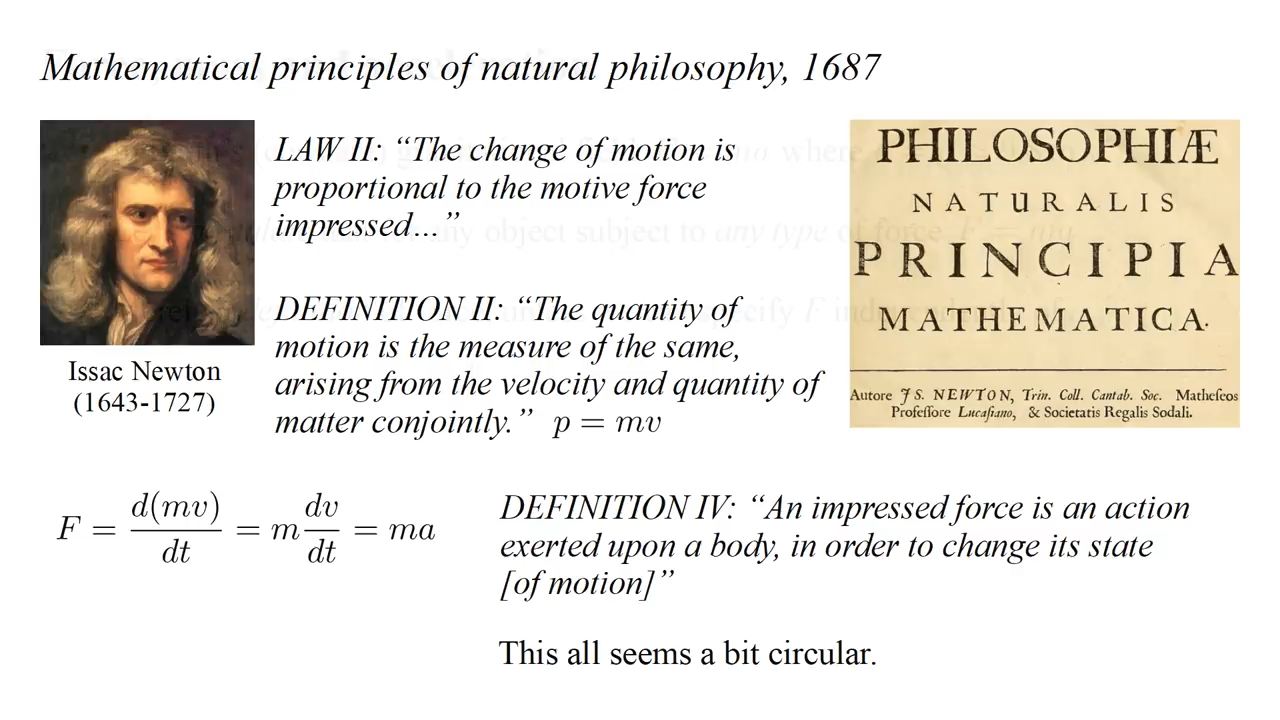 Mathematical principles of natural philosophy, 1687
LAW II: “The change of motion is
proportional to the motive force
impressed…”
DEFINITION II: “The quantity of
motion is the measure of the same,
arising from the velocity and quantity of
matter conjointly.” p = mv
Issac Newton
(1643-1727)
PHILOSOPHIÆ
NATURALIS
PRINCIPIA
MATHEMATICA.
Autore JS. NEWTON, Trin. Coll. Cantab. Soc. Matheſeos
Profeſſore Lucaſiano, & Societatis Regalis Sodali.
F = d(mv)/dt = m dv/dt = ma
DEFINITION IV: “An impressed force is an action
exerted upon a body, in order to change its state
[of motion]”
This all seems a bit circular.